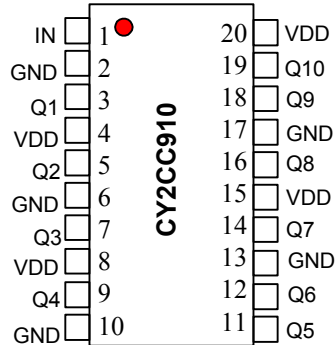 IN 1 20 VDD
GND 2 19 Q10
Q1 3 18 Q9
VDD 4 17 GND
Q2 5 16 Q8
GND 6 15 VDD
Q3 7 14 Q7
VDD 8 13 GND
Q4 9 12 Q6
GND 10 11 Q5
CY2CC910